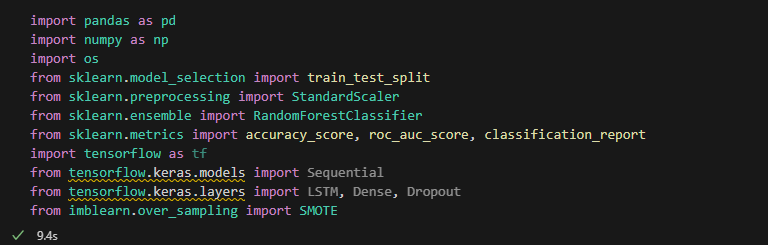 import pandas as pd
import numpy as np
import os
from sklearn.model_selection import train_test_split
from sklearn.preprocessing import StandardScaler
from sklearn.ensemble import RandomForestClassifier
from sklearn.metrics import accuracy_score, roc_auc_score, classification_report
import tensorflow as tf
from tensorflow.keras.models import Sequential
from tensorflow.keras.layers import LSTM, Dense, Dropout
from imblearn.over_sampling import SMOTE
9.4s